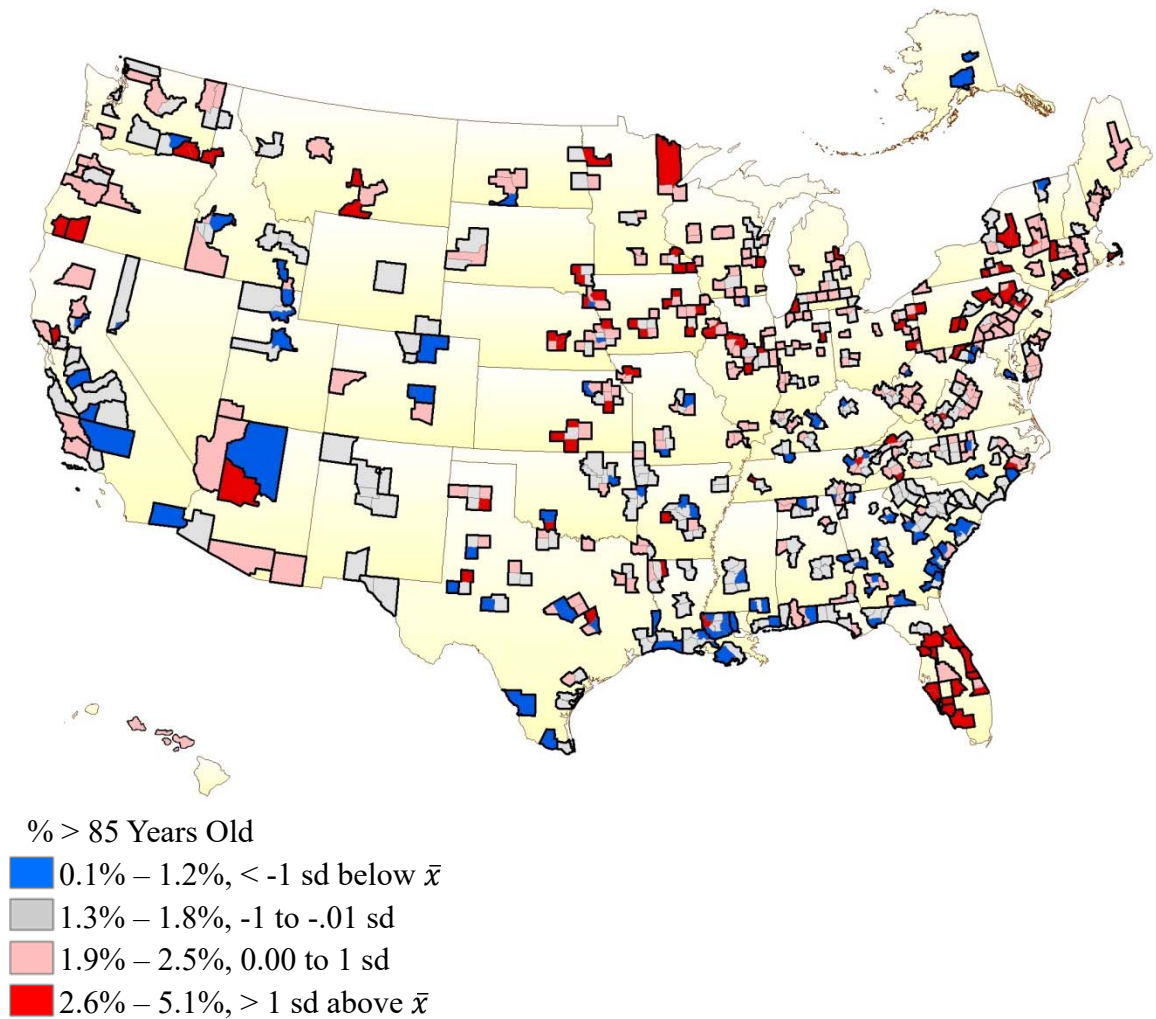 % > 85 Years Old
0.1% – 1.2%, < -1 sd below x̄
1.3% – 1.8%, -1 to -.01 sd
1.9% – 2.5%, 0.00 to 1 sd
2.6% – 5.1%, > 1 sd above x̄